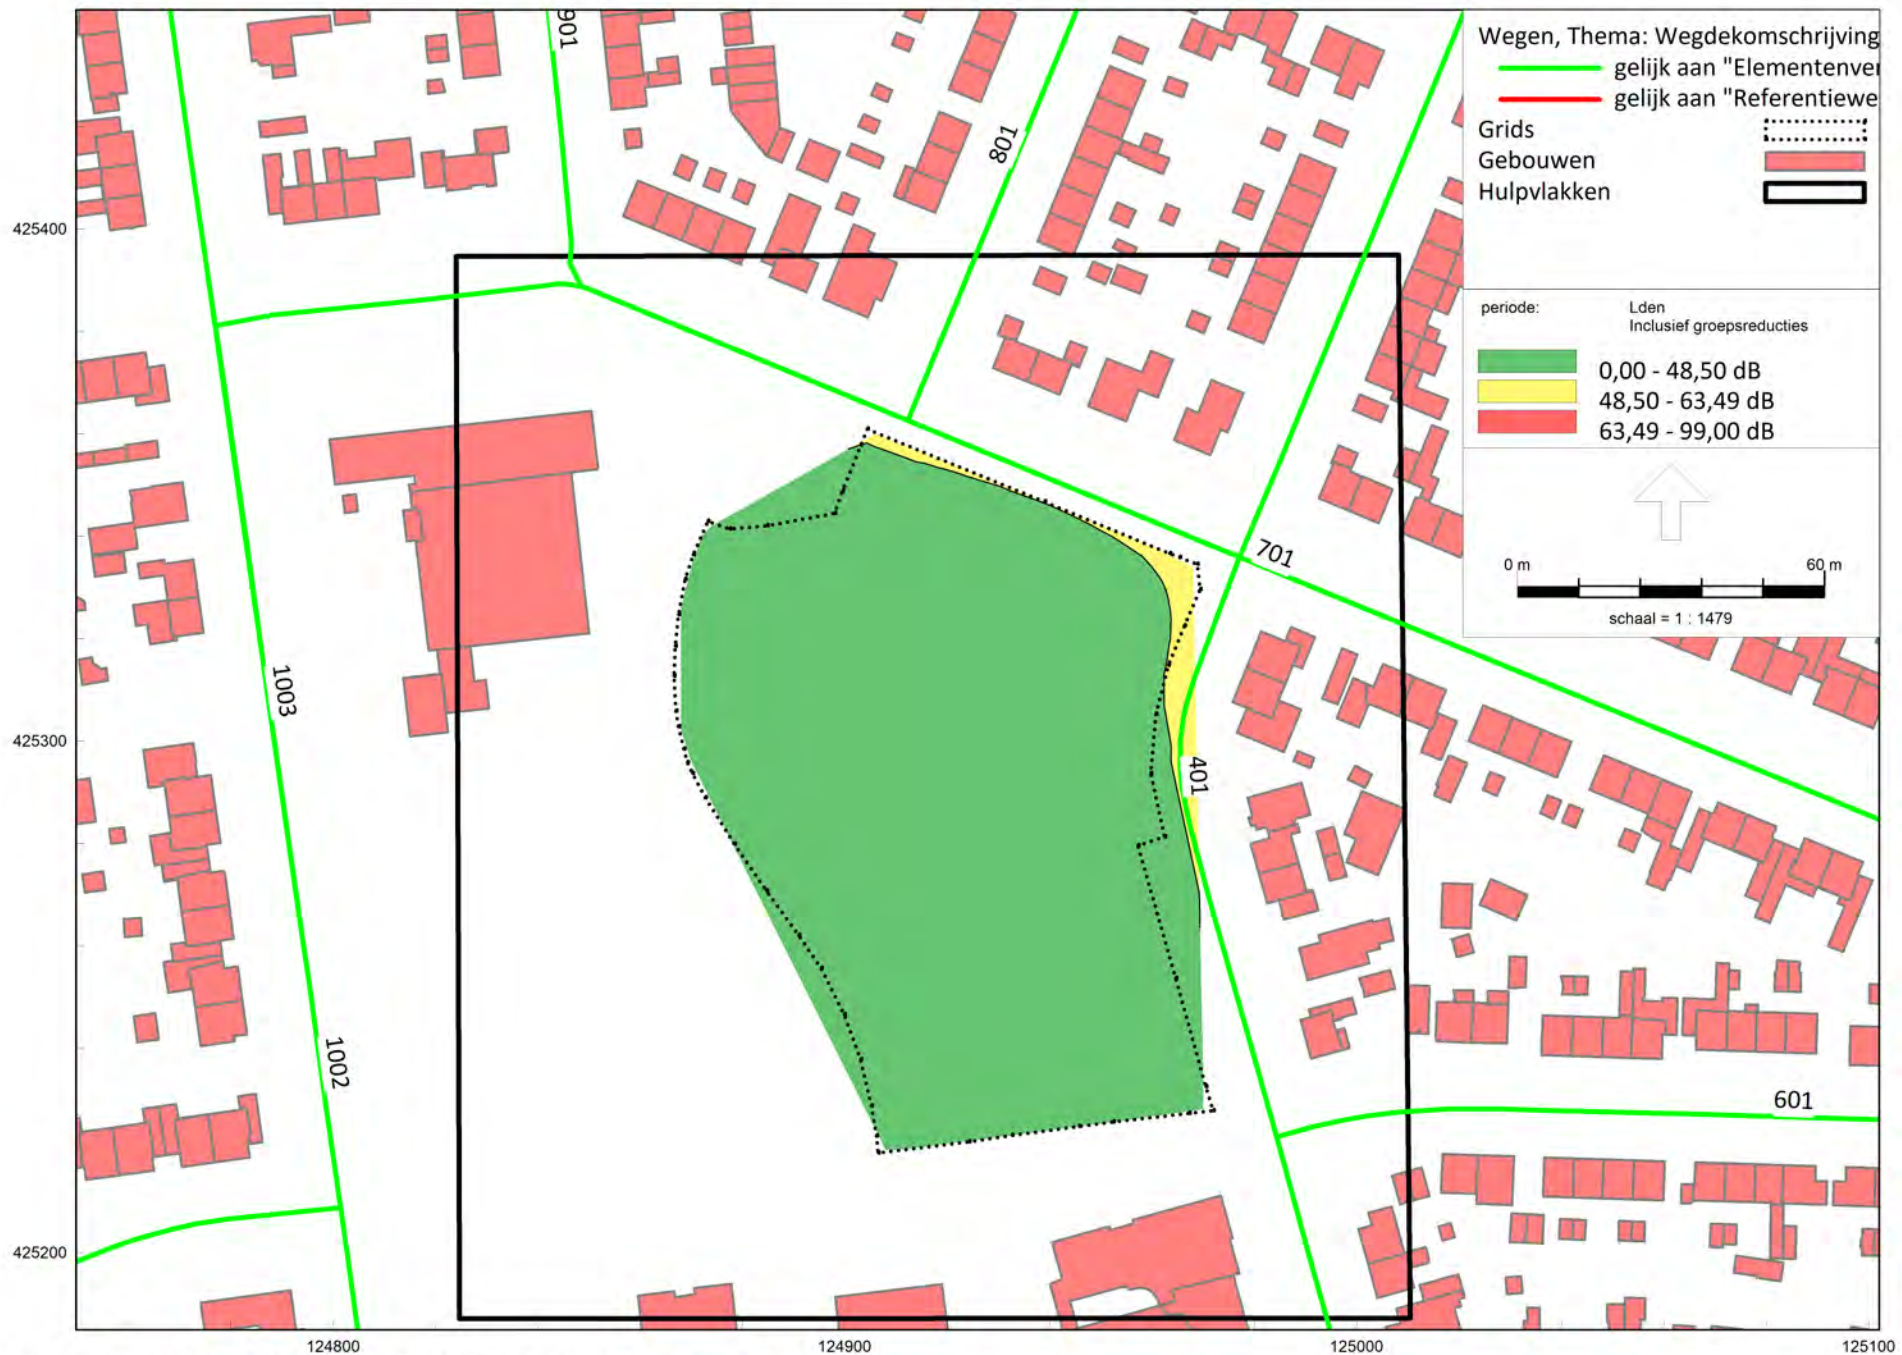 Wegen, Thema: Wegdekomschrijving
gelijk aan "Elementenver
gelijk aan "Referentiewe
Grids
Gebouwen
Hulpvlakken
periode: Lden
Inclusief groepsreducties
0,00 - 48,50 dB
48,50 - 63,49 dB
63,49 - 99,00 dB
0 m 60 m
schaal = 1 : 1479
901
801
701
1003
401
1002
601
425400
425300
425200
124800 124900 125000 125100